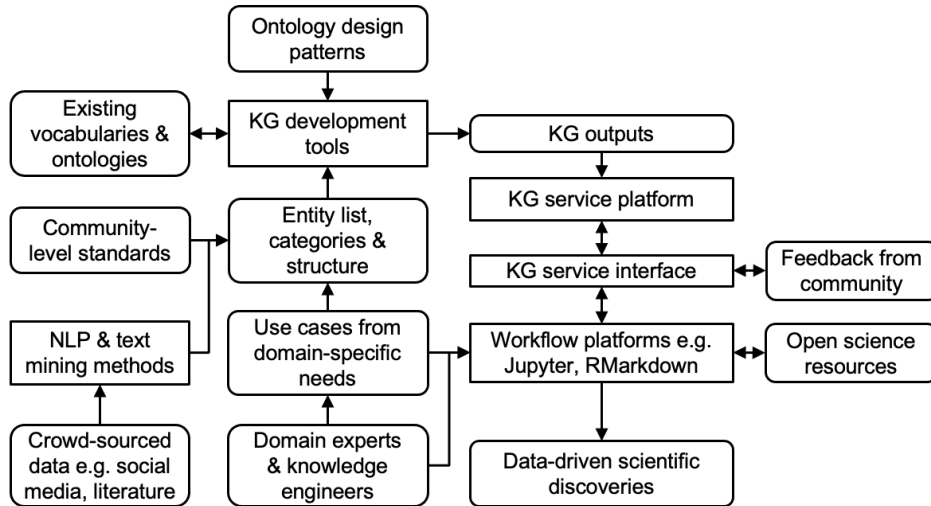 Ontology design
patterns
Existing
vocabularies &
ontologies
KG development
tools
KG outputs
KG service platform
Community-
level standards
Entity list,
categories &
structure
KG service interface
Feedback from
community
NLP & text
mining methods
Use cases from
domain-specific
needs
Workflow platforms e.g.
Jupyter, RMarkdown
Open science
resources
Crowd-sourced
data e.g. social
media, literature
Domain experts
& knowledge
engineers
Data-driven scientific
discoveries